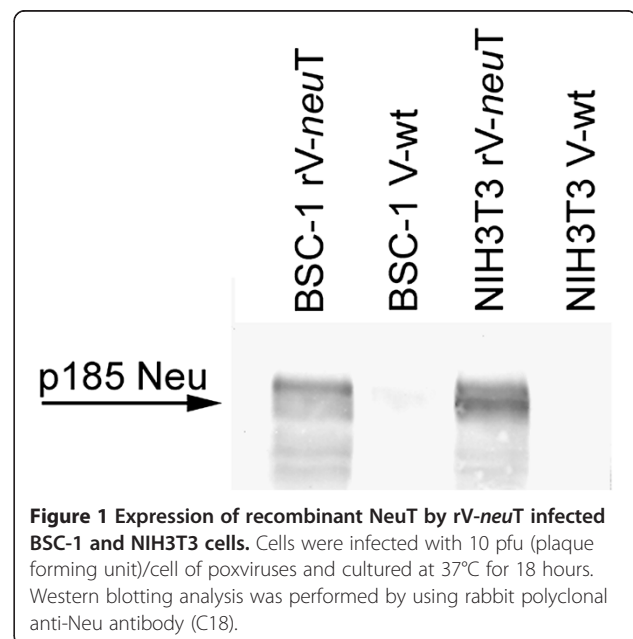 BSC-1 rV-neuT
BSC-1 V-wt
NIH3T3 rV-neuT
NIH3T3 V-wt
p185 Neu
Figure 1 Expression of recombinant NeuT by rV-neuT infected
BSC-1 and NIH3T3 cells. Cells were infected with 10 pfu (plaque
forming unit)/cell of poxviruses and cultured at 37°C for 18 hours.
Western blotting analysis was performed by using rabbit polyclonal
anti-Neu antibody (C18).